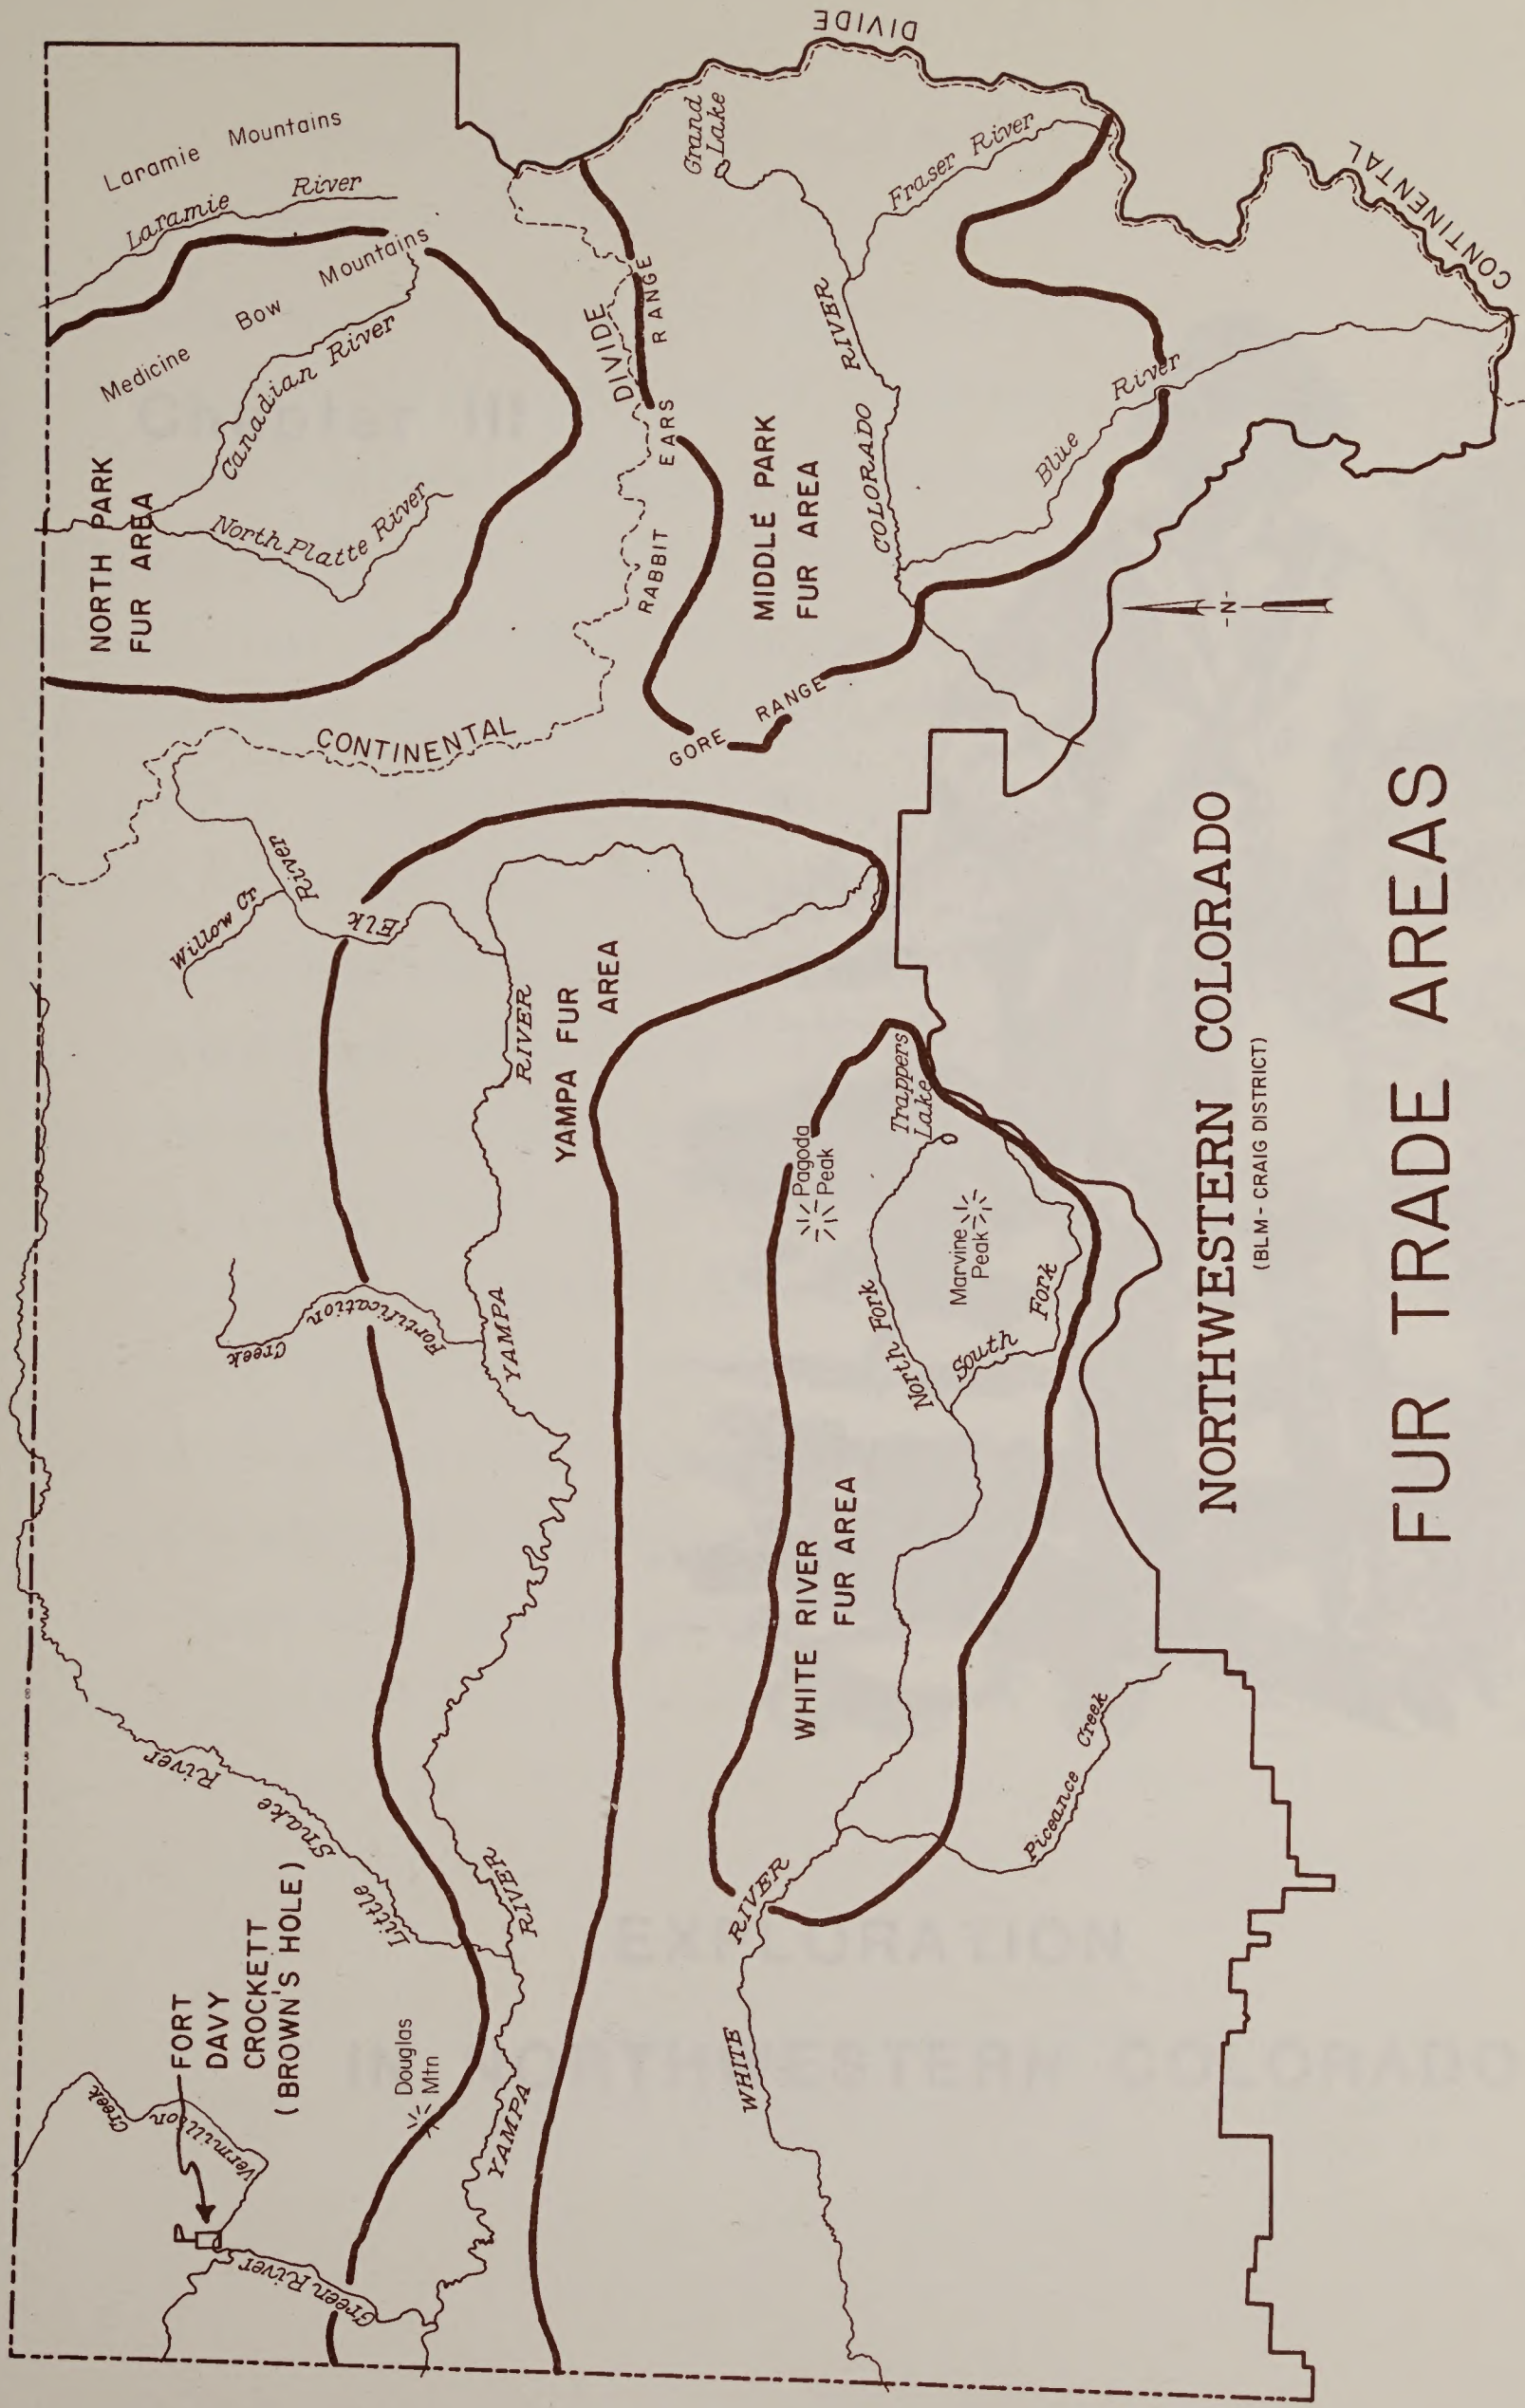 NORTH PARK
FUR AREA
Laramie Mountains
Laramie River
Medicine Bow Mountains
Canadian River
North Platte River
CONTINENTAL
DIVIDE
RABBIT EARS RANGE
MIDDLE PARK
FUR AREA
Grand
Lake
Fraser River
COLORADO RIVER
Blue River
GORE RANGE
CONTINENTAL
DIVIDE
Willow Cr
Elk River
YAMPA FUR
AREA
YAMPA RIVER
Fortification Creek
Little Snake River
YAMPA RIVER
FORT
DAVY
CROCKETT
(BROWN'S HOLE)
Vermillion Creek
Green River
Douglas
Mtn
WHITE RIVER
FUR AREA
Pagoda
Peak
Trappers
Lake
Marvine
Peak
North Fork
South Fork
WHITE RIVER
Piceance Creek
-N-
NORTHWESTERN COLORADO
(BLM - CRAIG DISTRICT)
FUR TRADE AREAS
EXPLORATION